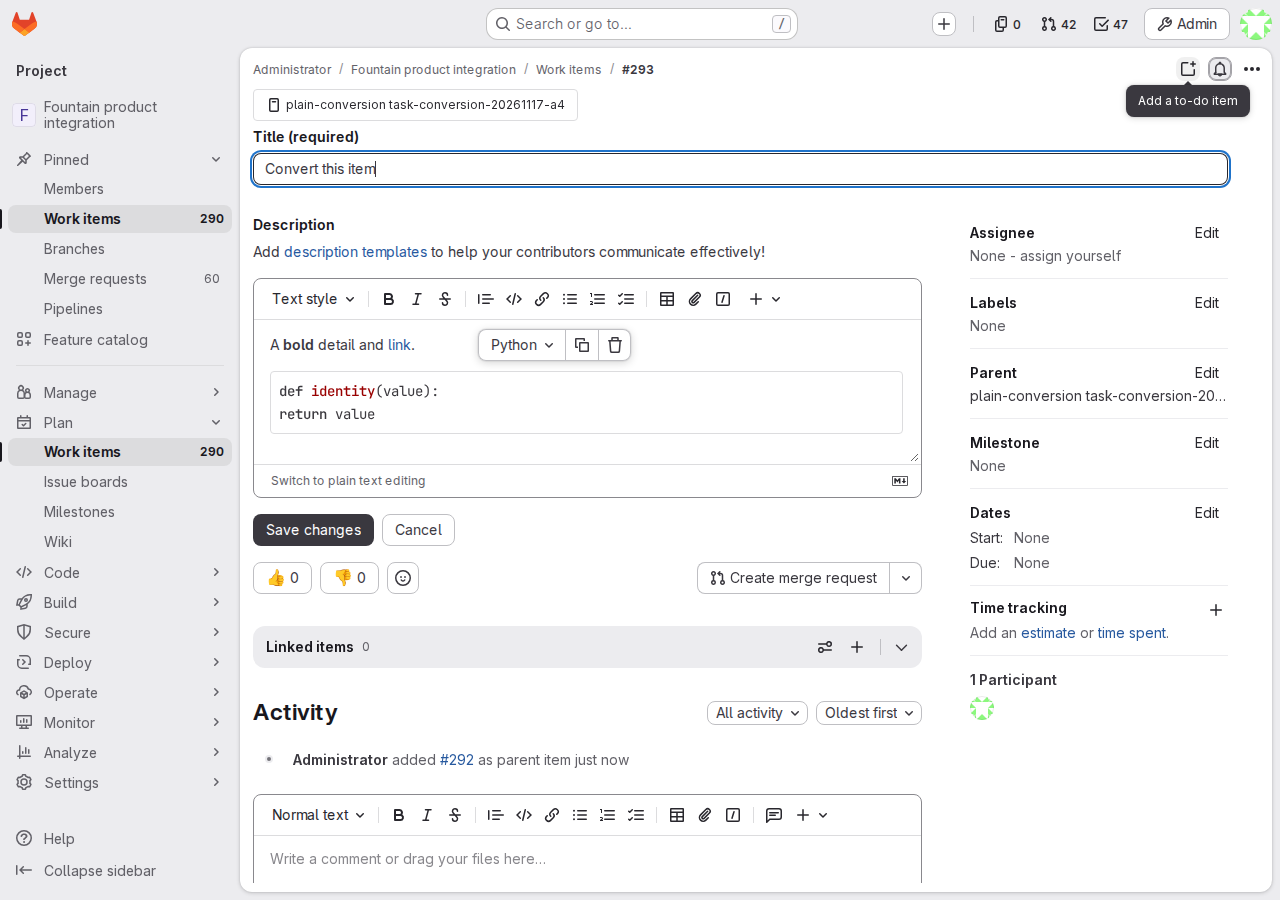 Search or go to...
/
0
42
47
Admin
Project
F
Fountain product integration
Pinned
Members
Work items
290
Branches
Merge requests
60
Pipelines
Feature catalog
Manage
Plan
Work items
290
Issue boards
Milestones
Wiki
Code
Build
Secure
Deploy
Operate
Monitor
Analyze
Settings
Help
Collapse sidebar
Administrator / Fountain product integration / Work items / #293
Add a to-do item
plain-conversion task-conversion-20261117-a4
Title (required)
Convert this item
Description
Add description templates to help your contributors communicate effectively!
Text style
A bold detail and link.
Python
def identity(value):
return value
Switch to plain text editing
Save changes
Cancel
👍 0
👎 0
Create merge request
Linked items 0
Activity
All activity
Oldest first
Administrator added #292 as parent item just now
Normal text
Write a comment or drag your files here…
Assignee
Edit
None - assign yourself
Labels
Edit
None
Parent
Edit
plain-conversion task-conversion-20…
Milestone
Edit
None
Dates
Edit
Start: None
Due: None
Time tracking
Add an estimate or time spent.
1 Participant